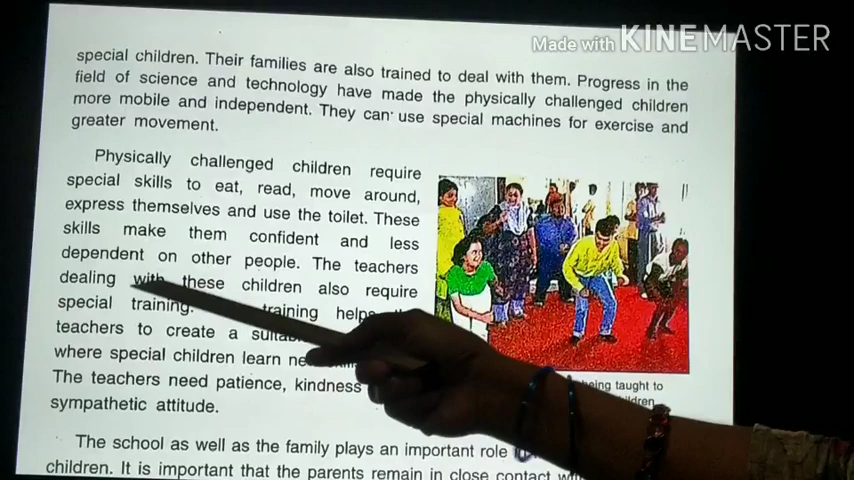 Made with KINEMASTER
special children. Their families are also trained to deal with them. Progress in the
field of science and technology have made the physically challenged children
more mobile and independent. They can use special machines for exercise and
greater movement.
Physically challenged children require
special skills to eat, read, move around,
express themselves and use the toilet. These
skills make them confident and less
dependent on other people. The teachers
dealing with these children also require
special training. training helps
teachers to create a
where special children learn
The teachers need patience, kindness
sympathetic attitude.
being taught to
The school as well as the family plays an important role
children. It is important that the parents remain in close contact